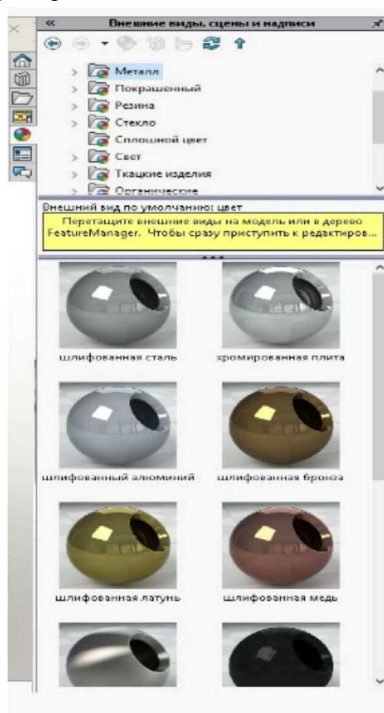 Внешние виды, сцены и надписи
Металл
Покрашенный
Резина
Стекло
Сплошной цвет
Свет
Ткацкие изделия
Органические
Внешний вид по умолчанию: цвет
Перетащите внешние виды на модель или в дерево
FeatureManager. Чтобы сразу приступить к редактиров...
шлифованная сталь
хромированная плита
шлифованный алюминий
шлифованная бронза
шлифованная латунь
шлифованная медь